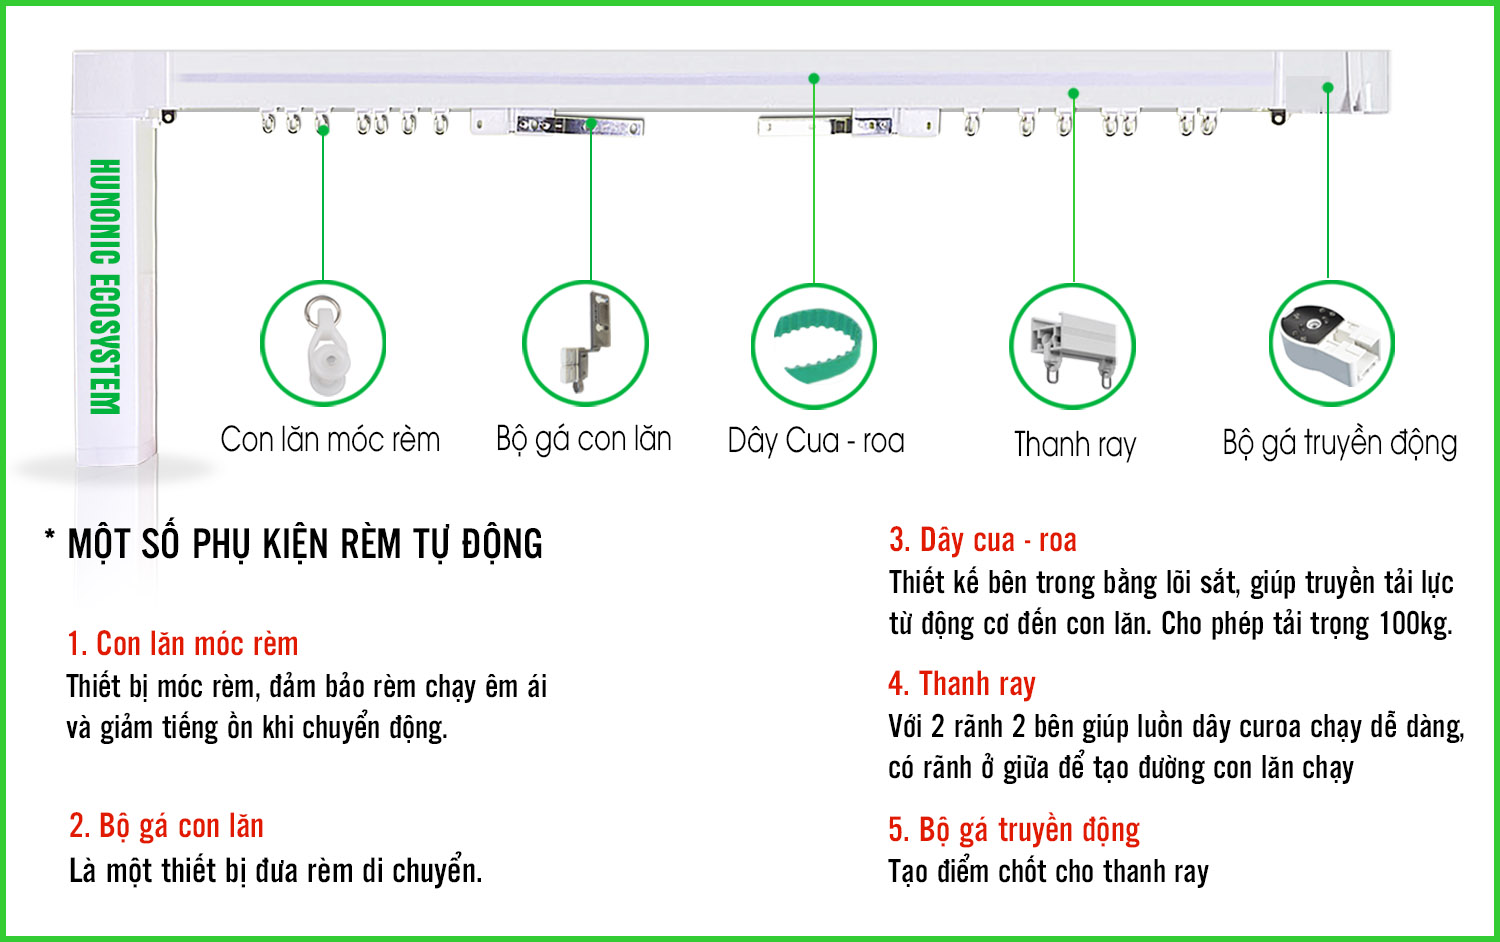 HUNONIC ECOSYSTEM
Con lăn móc rèm
Bộ gá con lăn
Dây Cua - roa
Thanh ray
Bộ gá truyền động
* MỘT SỐ PHỤ KIỆN RÈM TỰ ĐỘNG
1. Con lăn móc rèm
Thiết bị móc rèm, đảm bảo rèm chạy êm ái
và giảm tiếng ồn khi chuyển động.
2. Bộ gá con lăn
Là một thiết bị đưa rèm di chuyển.
3. Dây cua - roa
Thiết kế bên trong bằng lõi sắt, giúp truyền tải lực
từ động cơ đến con lăn. Cho phép tải trọng 100kg.
4. Thanh ray
Với 2 rãnh 2 bên giúp luồn dây curoa chạy dễ dàng,
có rãnh ở giữa để tạo đường con lăn chạy
5. Bộ gá truyền động
Tạo điểm chốt cho thanh ray